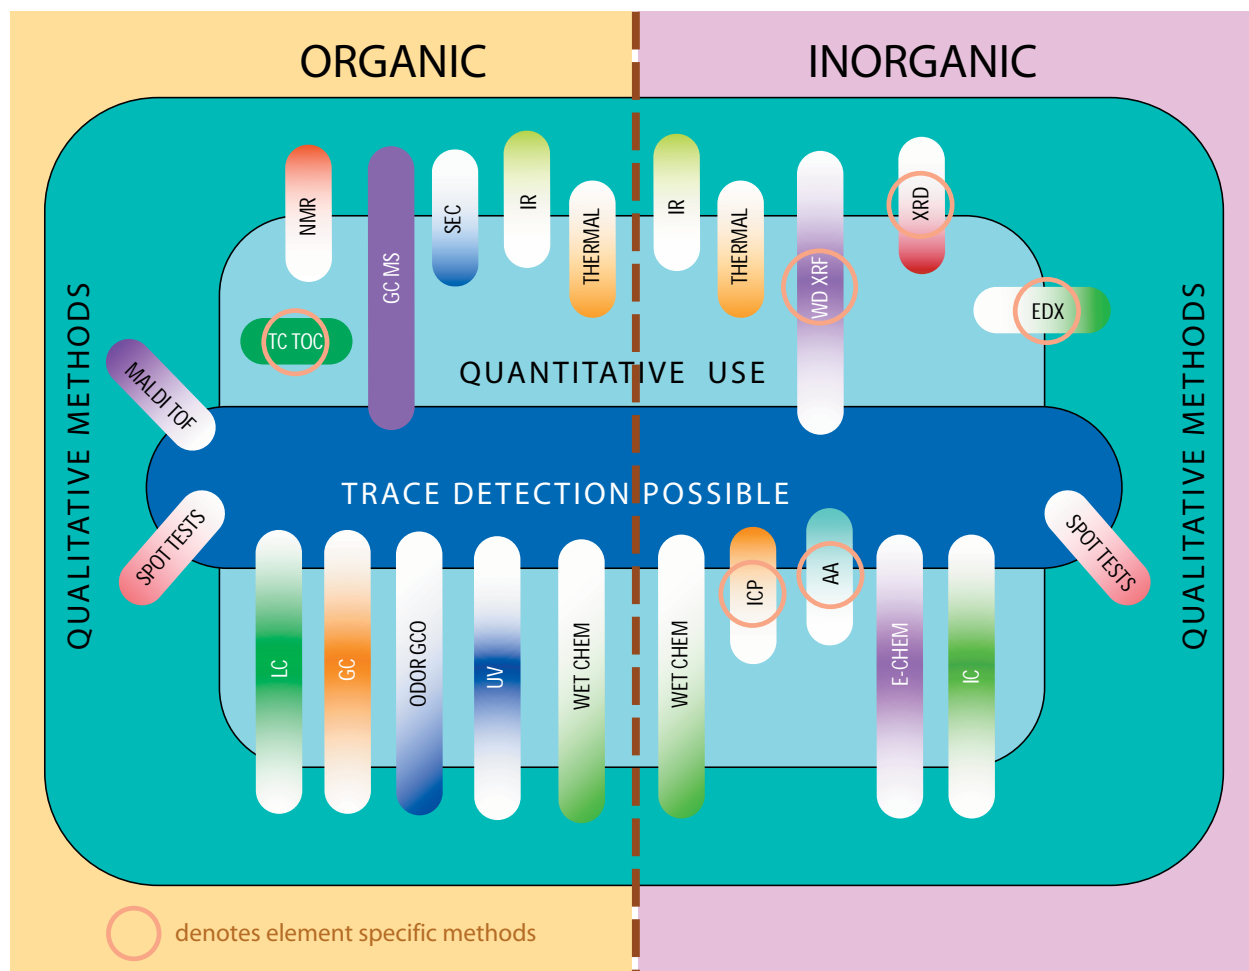 ORGANIC
INORGANIC
NMR
GC MS
SEC
IR
THERMAL
IR
THERMAL
WD XRF
XRD
EDX
TC TOC
QUANTITATIVE USE
QUALITATIVE METHODS
QUALITATIVE METHODS
MALDI TOF
TRACE DETECTION POSSIBLE
SPOT TESTS
SPOT TESTS
LC
GC
ODOR GCO
UV
WET CHEM
WET CHEM
ICP
AA
E-CHEM
IC
denotes element specific methods